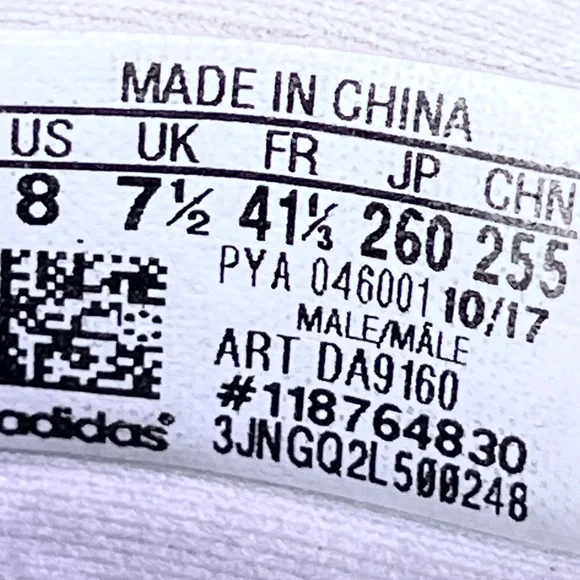 MADE IN CHINA
US UK FR JP CHN
8 7½ 41⅓ 260 255
PYA 046001 10/17
MALE/MÂLE
ART DA9160
#118764830
adidas® 3JNGQ2L500248